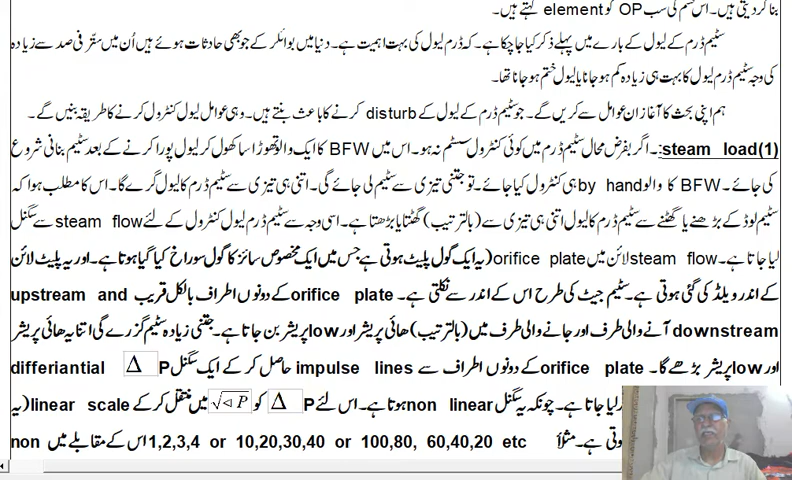 بنا کر دیتی ہیں۔ اس قسم کی سب OP کو element کہتے ہیں۔
سٹیم ڈرم کے لیول کے بارے میں پہلے ذکر کیا جا چکا ہے۔ کہ ڈرم لیول کی بہت اہمیت ہے۔ دنیا میں بوائلر کے جو بھی حادثات ہوئے ہیں اُن میں ستّر فی صد سے زیادہ
کی وجہ سٹیم ڈرم لیول کا بہت ہی زیادہ کم ہو جانا یا لیول ختم ہو جانا تھا۔
ہم اپنی بحث کا آغاز ان عوامل سے کریں گے۔ جو سٹیم ڈرم کے لیول کے disturb کرنے کا باعث بنتے ہیں۔ وہی عوامل لیول کنٹرول کرنے کا طریقہ بنیں گے۔
steam load(1):۔ اگر بفرض محال سٹیم ڈرم میں کوئی کنٹرول سسٹم نہ ہو۔ اس میں BFW کا ایک والو تھوڑا سا کھول کر لیول پورا کرنے کے بعد سٹیم بنانی شروع
کی جائے۔ BFW کا والو by hand ہی کنٹرول کیا جائے۔ تو جتنی تیزی سے سٹیم لی جائے گی۔ اتنی ہی تیزی سے سٹیم ڈرم کا لیول گرے گا۔ اس کا مطلب ہوا کہ
سٹیم لوڈ کے بڑھنے یا گھٹنے سے سٹیم ڈرم کا لیول اتنی ہی تیزی سے (بالترتیب) گھٹتا یا بڑھتا ہے۔ اسی وجہ سے سٹیم ڈرم لیول کنٹرول کے لئے steam flow سے سگنل
لیا جاتا ہے۔ steam flow لائن میں orifice plate (یہ ایک گول پلیٹ ہوتی ہے جس میں ایک مخصوص سائز کا گول سوراخ کیا گیا ہوتا ہے۔ اور یہ پلیٹ لائن
کے اندر ویلڈ کی گئی ہوتی ہے۔ سٹیم جیٹ کی طرح اس کے اندر سے نکلتی ہے۔ orifice plate کے دونوں اطراف بالکل قریب upstream and
downstream آنے والی طرف اور جانے والی طرف میں (بالترتیب) ھائی پریشر اور low پریشر بن جاتا ہے۔ جتنی زیادہ سٹیم گزرے گی اتنا یہ ھائی پریشر
اور low پریشر بڑھے گا۔ orifice plate کے دونوں اطراف سے impulse lines حاصل کر کے ایک سگنل differiantial Δ P
لیا جاتا ہے۔ چونکہ یہ سگنل non linear ہوتا ہے۔ اس لئے Δ P کو √◁P میں منتقل کر کے linear scale (یہ
وتی ہے۔ مثلاً 1,2,3,4 or 10,20,30,40 or 100,80, 60,40,20 etc اس کے مقابلے میں non